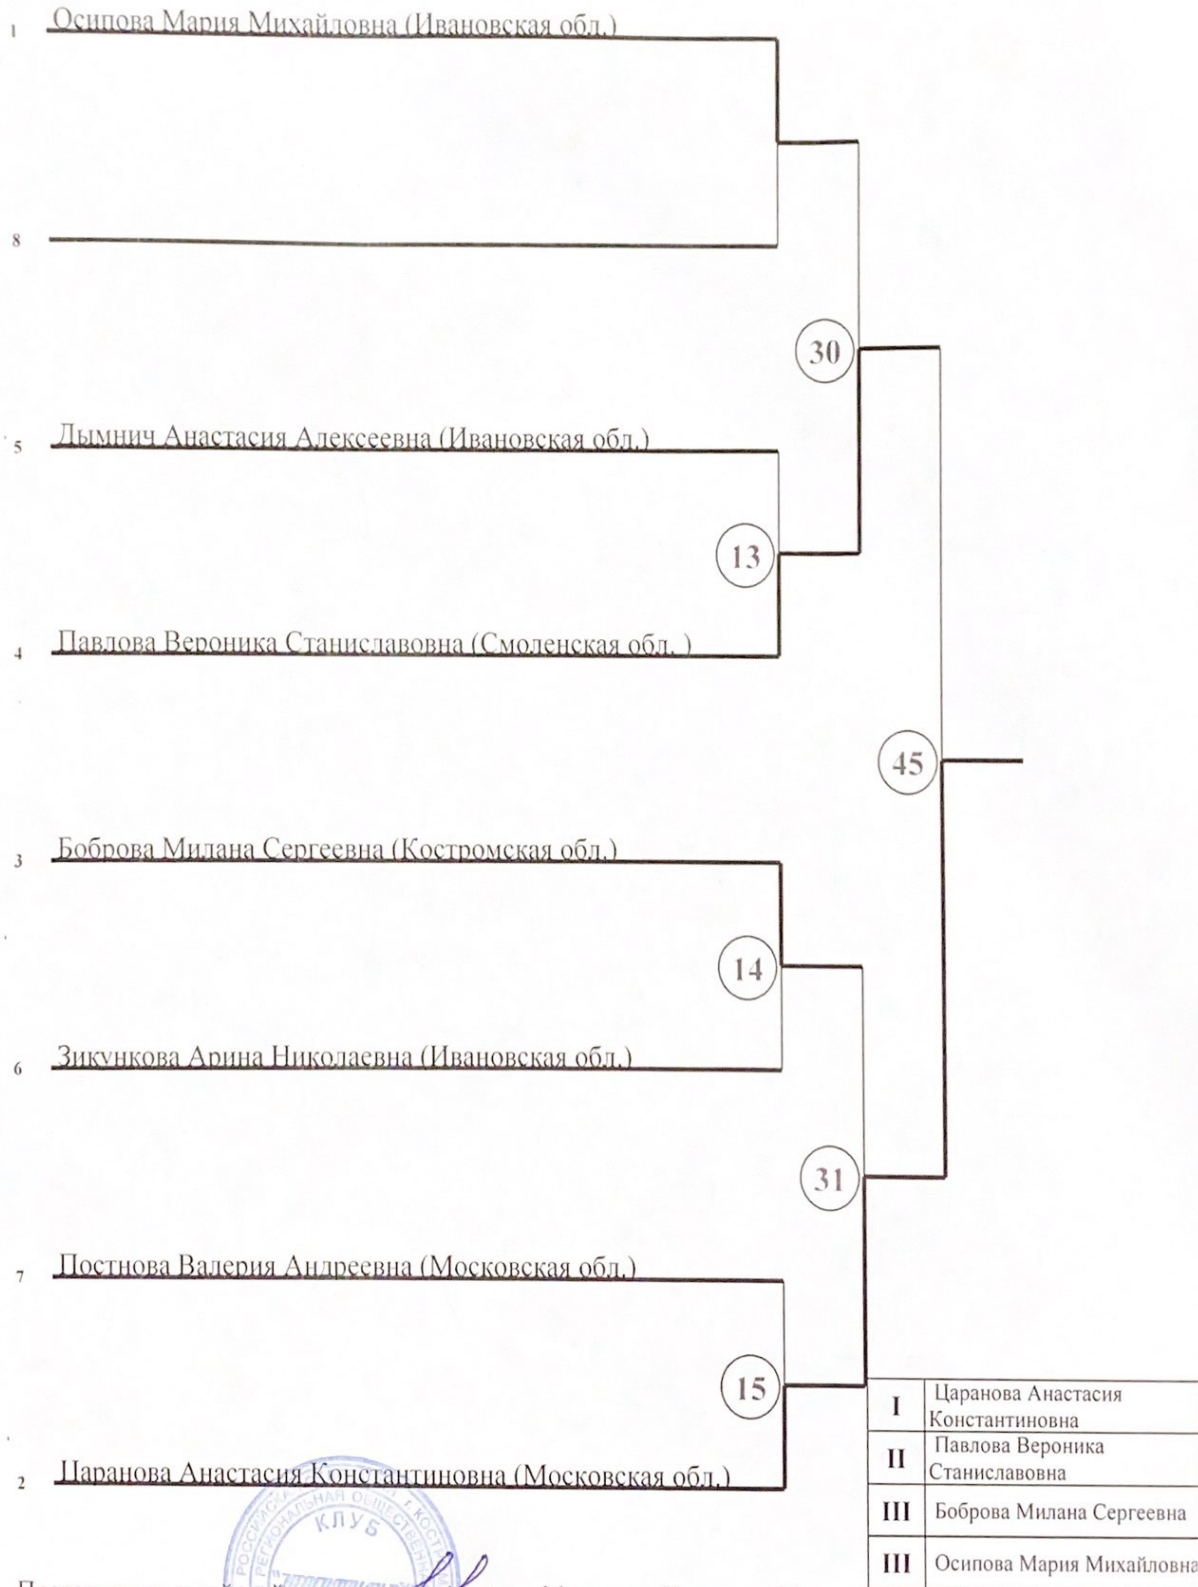 1 Осипова Мария Михайловна (Ивановская обл.)
8
30
5 Дымнич Анастасия Алексеевна (Ивановская обл.)
13
4 Павлова Вероника Станиславовна (Смоленская обл. )
45
3 Боброва Милана Сергеевна (Костромская обл.)
14
6 Зикункова Арина Николаевна (Ивановская обл.)
31
7 Постнова Валерия Андреевна (Московская обл.)
15
2 Царанова Анастасия Константиновна (Московская обл.)
I Царанова Анастасия
Константиновна
II Павлова Вероника
Станиславовна
III Боброва Милана Сергеевна
III Осипова Мария Михайловна
РЕГИОНАЛЬНАЯ
КЛУБ